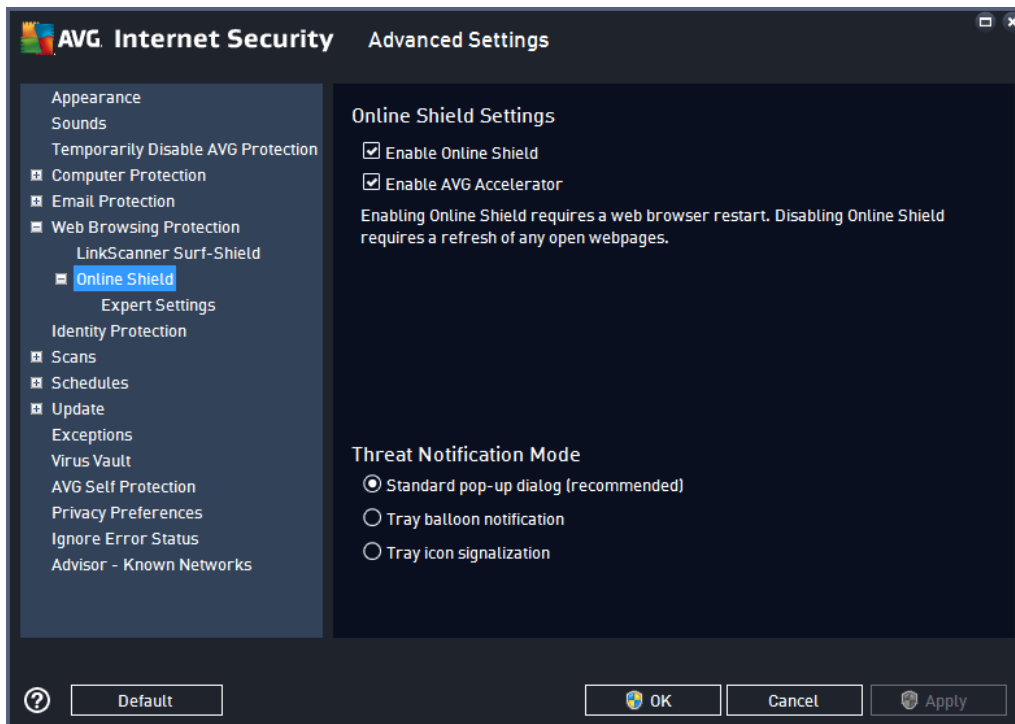 AVG. Internet Security Advanced Settings
Appearance
Sounds
Temporarily Disable AVG Protection
Computer Protection
Email Protection
Web Browsing Protection
LinkScanner Surf-Shield
Online Shield
Expert Settings
Identity Protection
Scans
Schedules
Update
Exceptions
Virus Vault
AVG Self Protection
Privacy Preferences
Ignore Error Status
Advisor - Known Networks
Online Shield Settings
Enable Online Shield
Enable AVG Accelerator
Enabling Online Shield requires a web browser restart. Disabling Online Shield
requires a refresh of any open webpages.
Threat Notification Mode
Standard pop-up dialog (recommended)
Tray balloon notification
Tray icon signalization
? Default OK Cancel Apply